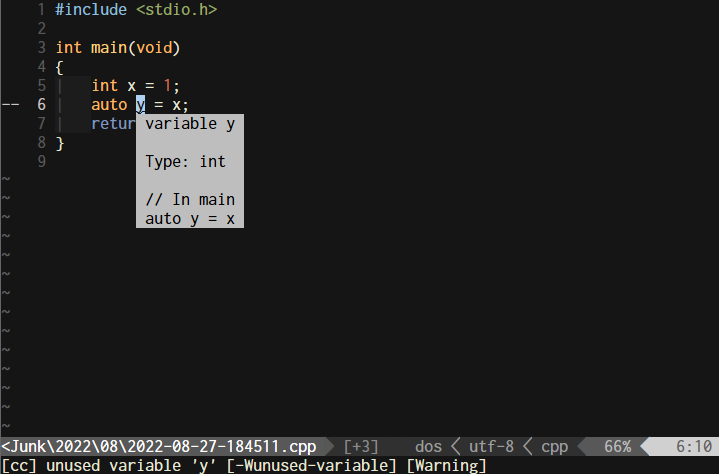 1 #include <stdio.h>
2
3 int main(void)
4 {
5 | int x = 1;
-- 6 | auto y = x;
7 | retur
variable y
8 }
9
Type: int
// In main
auto y = x
~
~
~
~
~
~
~
~
~
~
~
~
~
~
<Junk\2022\08\2022-08-27-184511.cpp [+3] dos < utf-8 < cpp 66% 6:10
[cc] unused variable 'y' [-Wunused-variable] [Warning]